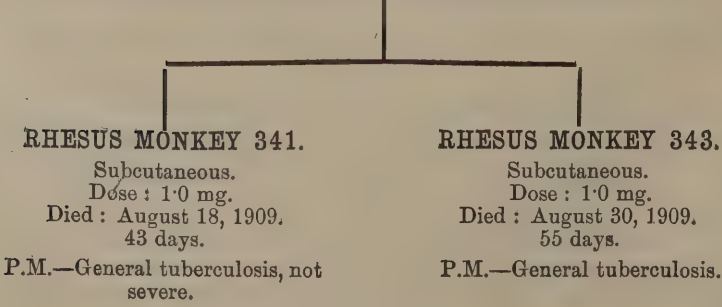 RHESUS MONKEY 341.
Subcutaneous.
Dose : 1·0 mg.
Died : August 18, 1909.
43 days.
P.M.—General tuberculosis, not
severe.
RHESUS MONKEY 343.
Subcutaneous.
Dose : 1·0 mg.
Died : August 30, 1909.
55 days.
P.M.—General tuberculosis.